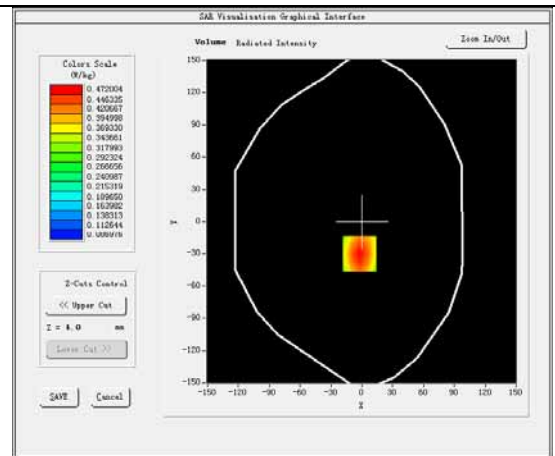 SAR Visualisation Graphical Interface
Volume Radiated Intensity
Zoom In/Out
Colors Scale
(W/kg)
0.472004
0.446335
0.420667
0.394998
0.369330
0.343661
0.317993
0.292324
0.266656
0.240987
0.215319
0.189650
0.163982
0.138313
0.112644
0.086976
150
120
90
60
30
0
-30
-60
-90
-120
-150
Y
-150 -120 -90 -60 -30 0 30 60 90 120 150
X
Z-Cuts Control
<< Upper Cut
Z = 4.0 mm
Lower Cut >>
SAVE Cancel